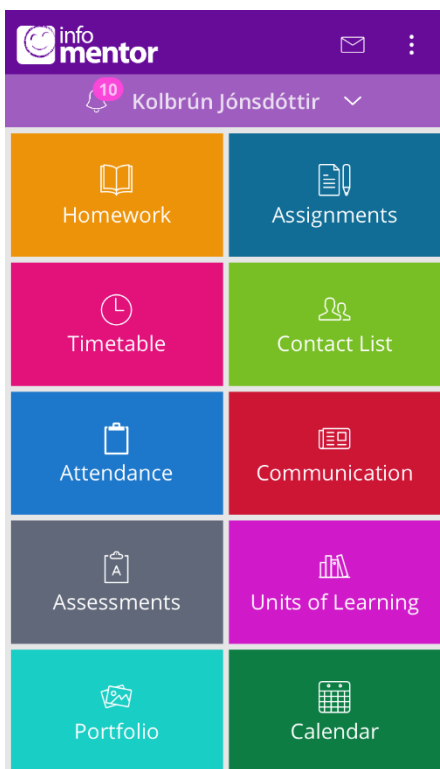 info
mentor
10
Kolbrún Jónsdóttir
Homework
Assignments
Timetable
Contact List
Attendance
Communication
A
Assessments
Units of Learning
Portfolio
Calendar